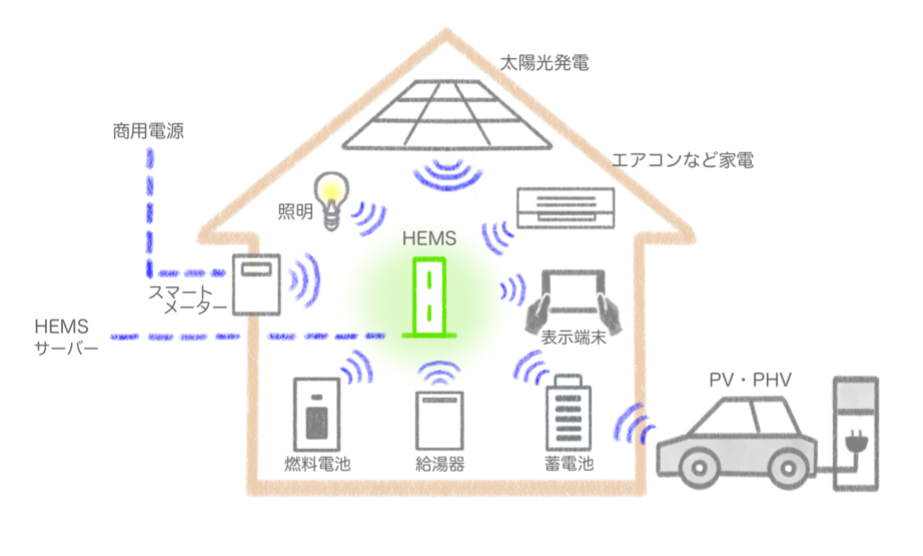 太陽光発電
商用電源
エアコンなど家電
照明
HEMS
スマート
メーター
HEMS
サーバー
表示端末
PV・PHV
燃料電池
給湯器
蓄電池